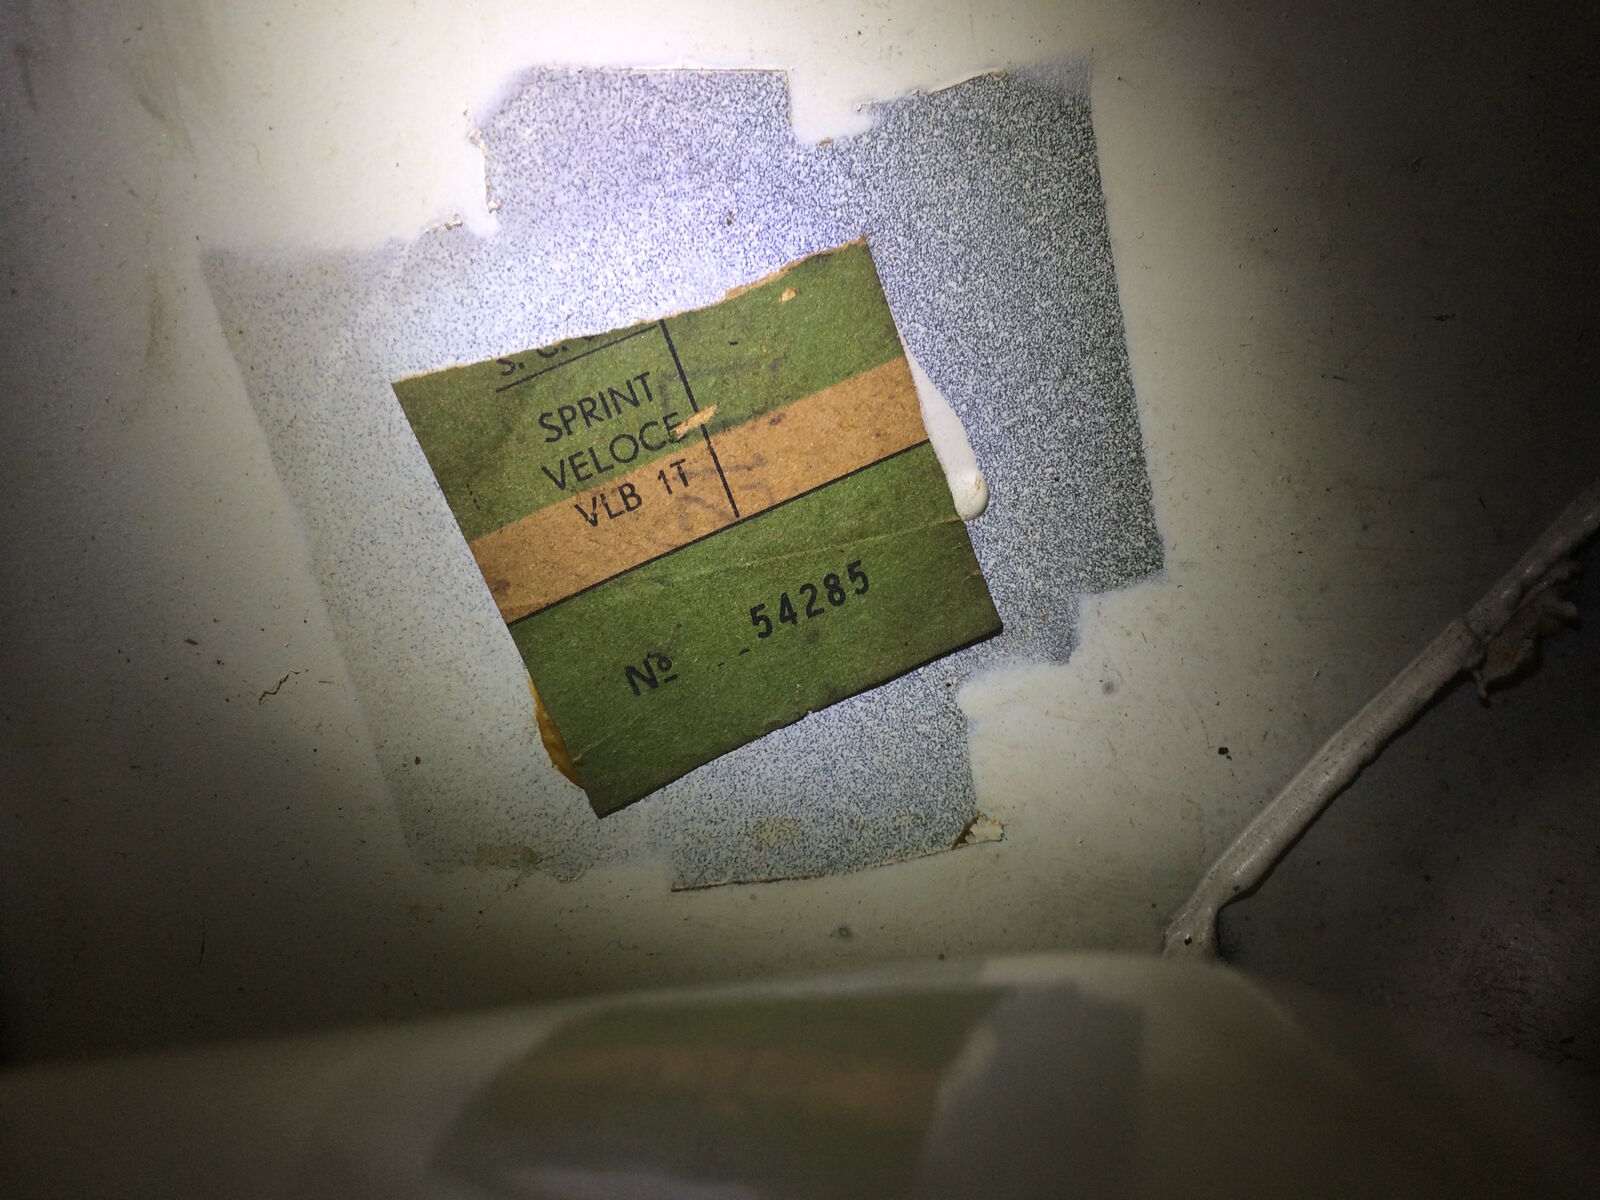 S. C.
SPRINT
VELOCE
VLB 1T
Nº 54285